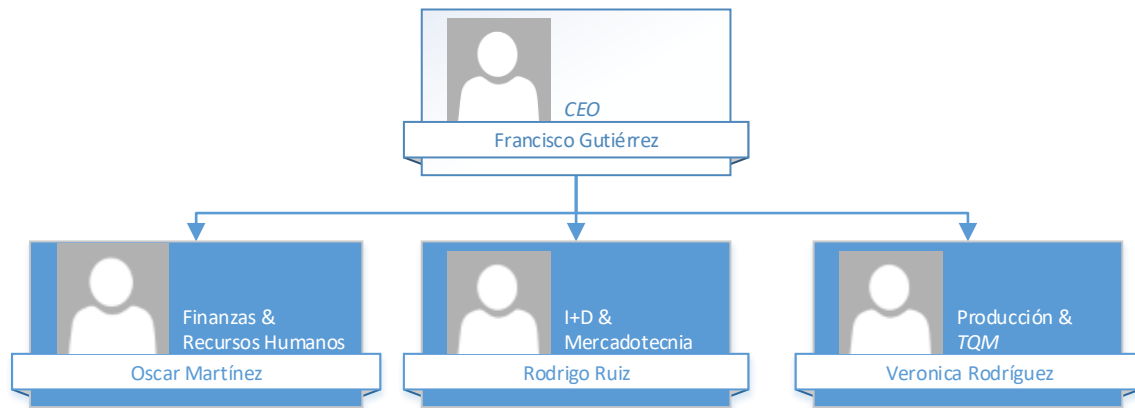 CEO
Francisco Gutiérrez
Finanzas &
Recursos Humanos
Oscar Martínez
I+D &
Mercadotecnia
Rodrigo Ruiz
Producción &
TQM
Veronica Rodríguez